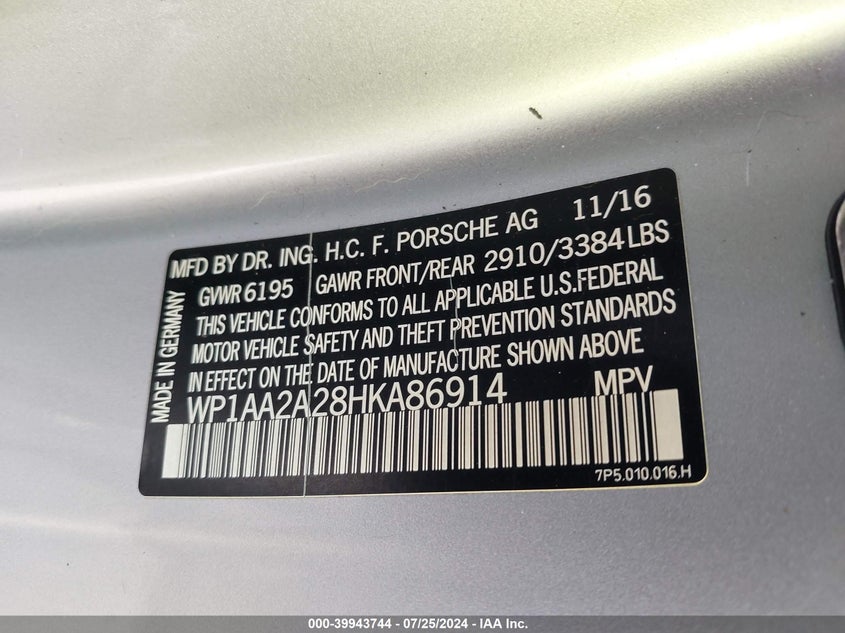 MFD BY DR. ING. H.C. F. PORSCHE AG 11/16
GVWR 6195 GAWR FRONT/REAR 2910/3384LBS
THIS VEHICLE CONFORMS TO ALL APPLICABLE U.S.FEDERAL
MOTOR VEHICLE SAFETY AND THEFT PREVENTION STANDARDS
IN EFFECT ON THE DATE OF MANUFACTURE SHOWN ABOVE
WP1AA2A28HKA86914 MPV
7P5.010.016.H
MADE IN GERMANY
000-39943744 - 07/25/2024 - IAA Inc.